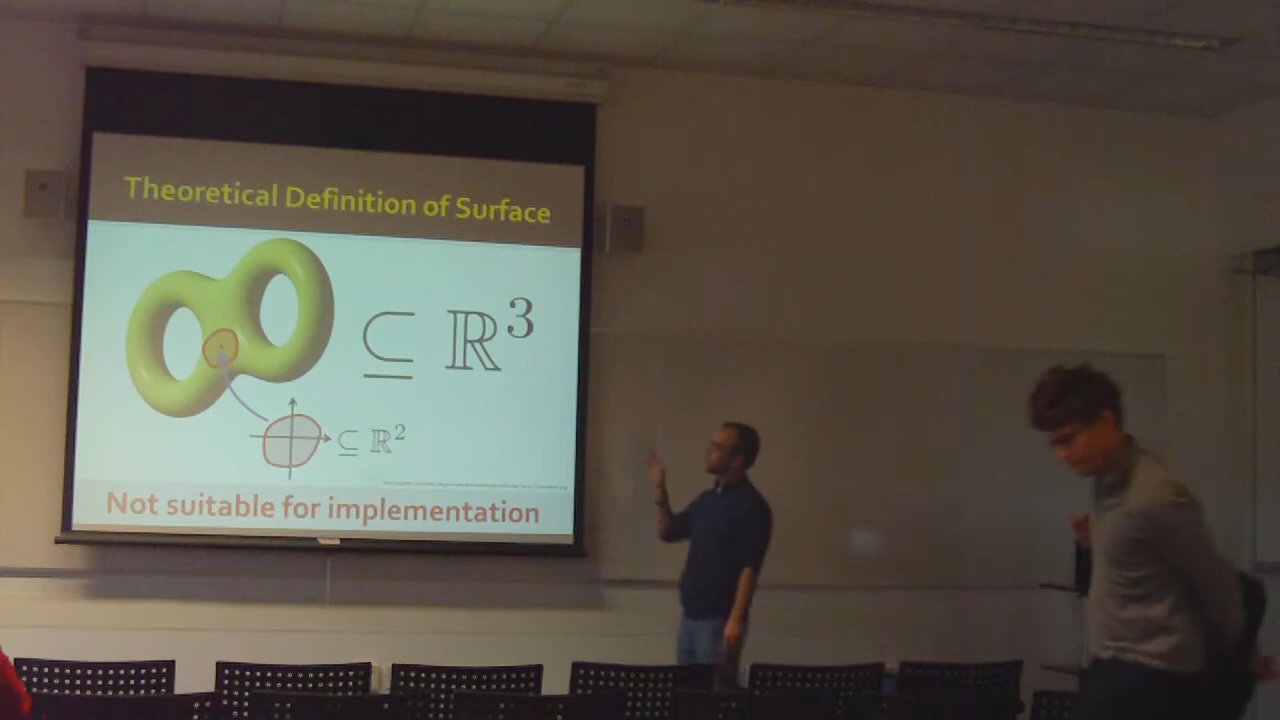 Theoretical Definition of Surface
⊆ ℝ³
⊆ ℝ²
Not suitable for implementation